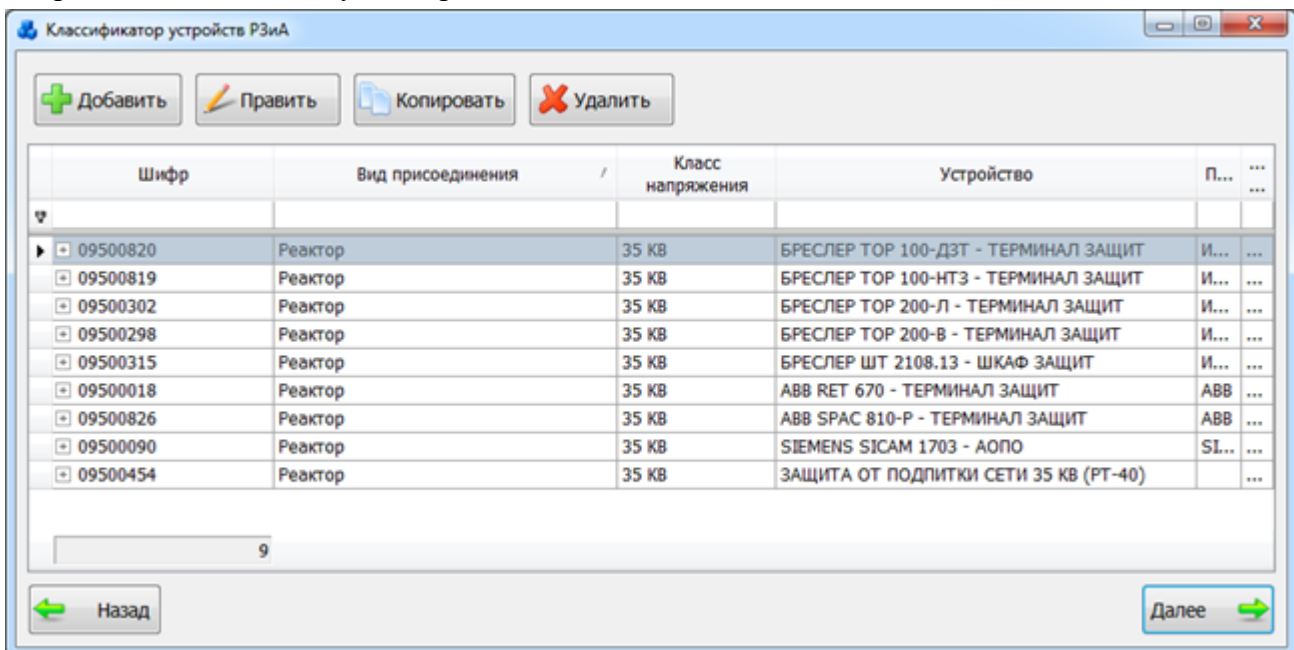 Классификатор устройств РЗиА
Добавить Править Копировать Удалить
Шифр Вид присоединения / Класс напряжения Устройство П... ... ...
09500820 Реактор 35 КВ БРЕСЛЕР ТОР 100-ДЗТ - ТЕРМИНАЛ ЗАЩИТ И... ...
09500819 Реактор 35 КВ БРЕСЛЕР ТОР 100-НТЗ - ТЕРМИНАЛ ЗАЩИТ И... ...
09500302 Реактор 35 КВ БРЕСЛЕР ТОР 200-Л - ТЕРМИНАЛ ЗАЩИТ И... ...
09500298 Реактор 35 КВ БРЕСЛЕР ТОР 200-В - ТЕРМИНАЛ ЗАЩИТ И... ...
09500315 Реактор 35 КВ БРЕСЛЕР ШТ 2108.13 - ШКАФ ЗАЩИТ И... ...
09500018 Реактор 35 КВ ABB RET 670 - ТЕРМИНАЛ ЗАЩИТ ABB ...
09500826 Реактор 35 КВ ABB SPAC 810-Р - ТЕРМИНАЛ ЗАЩИТ ABB ...
09500090 Реактор 35 КВ SIEMENS SICAM 1703 - АОПО SI... ...
09500454 Реактор 35 КВ ЗАЩИТА ОТ ПОДПИТКИ СЕТИ 35 КВ (РТ-40) ...
9
Назад Далее